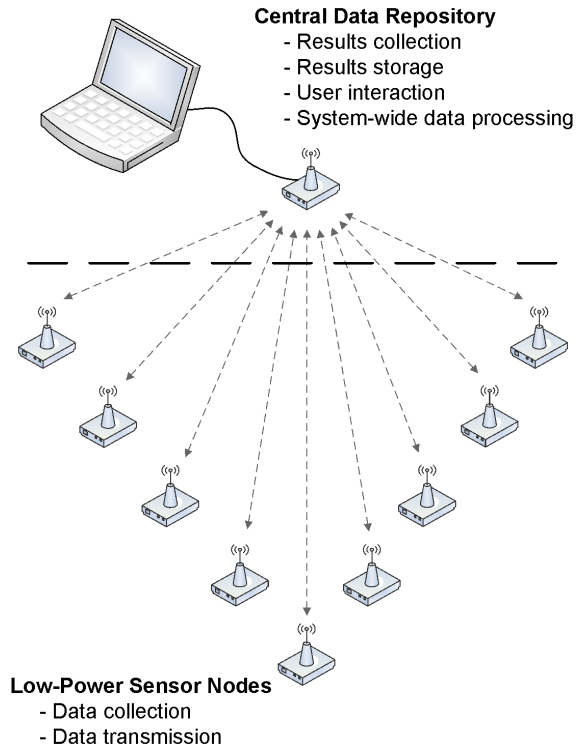 Central Data Repository
- Results collection
- Results storage
- User interaction
- System-wide data processing
Low-Power Sensor Nodes
- Data collection
- Data transmission